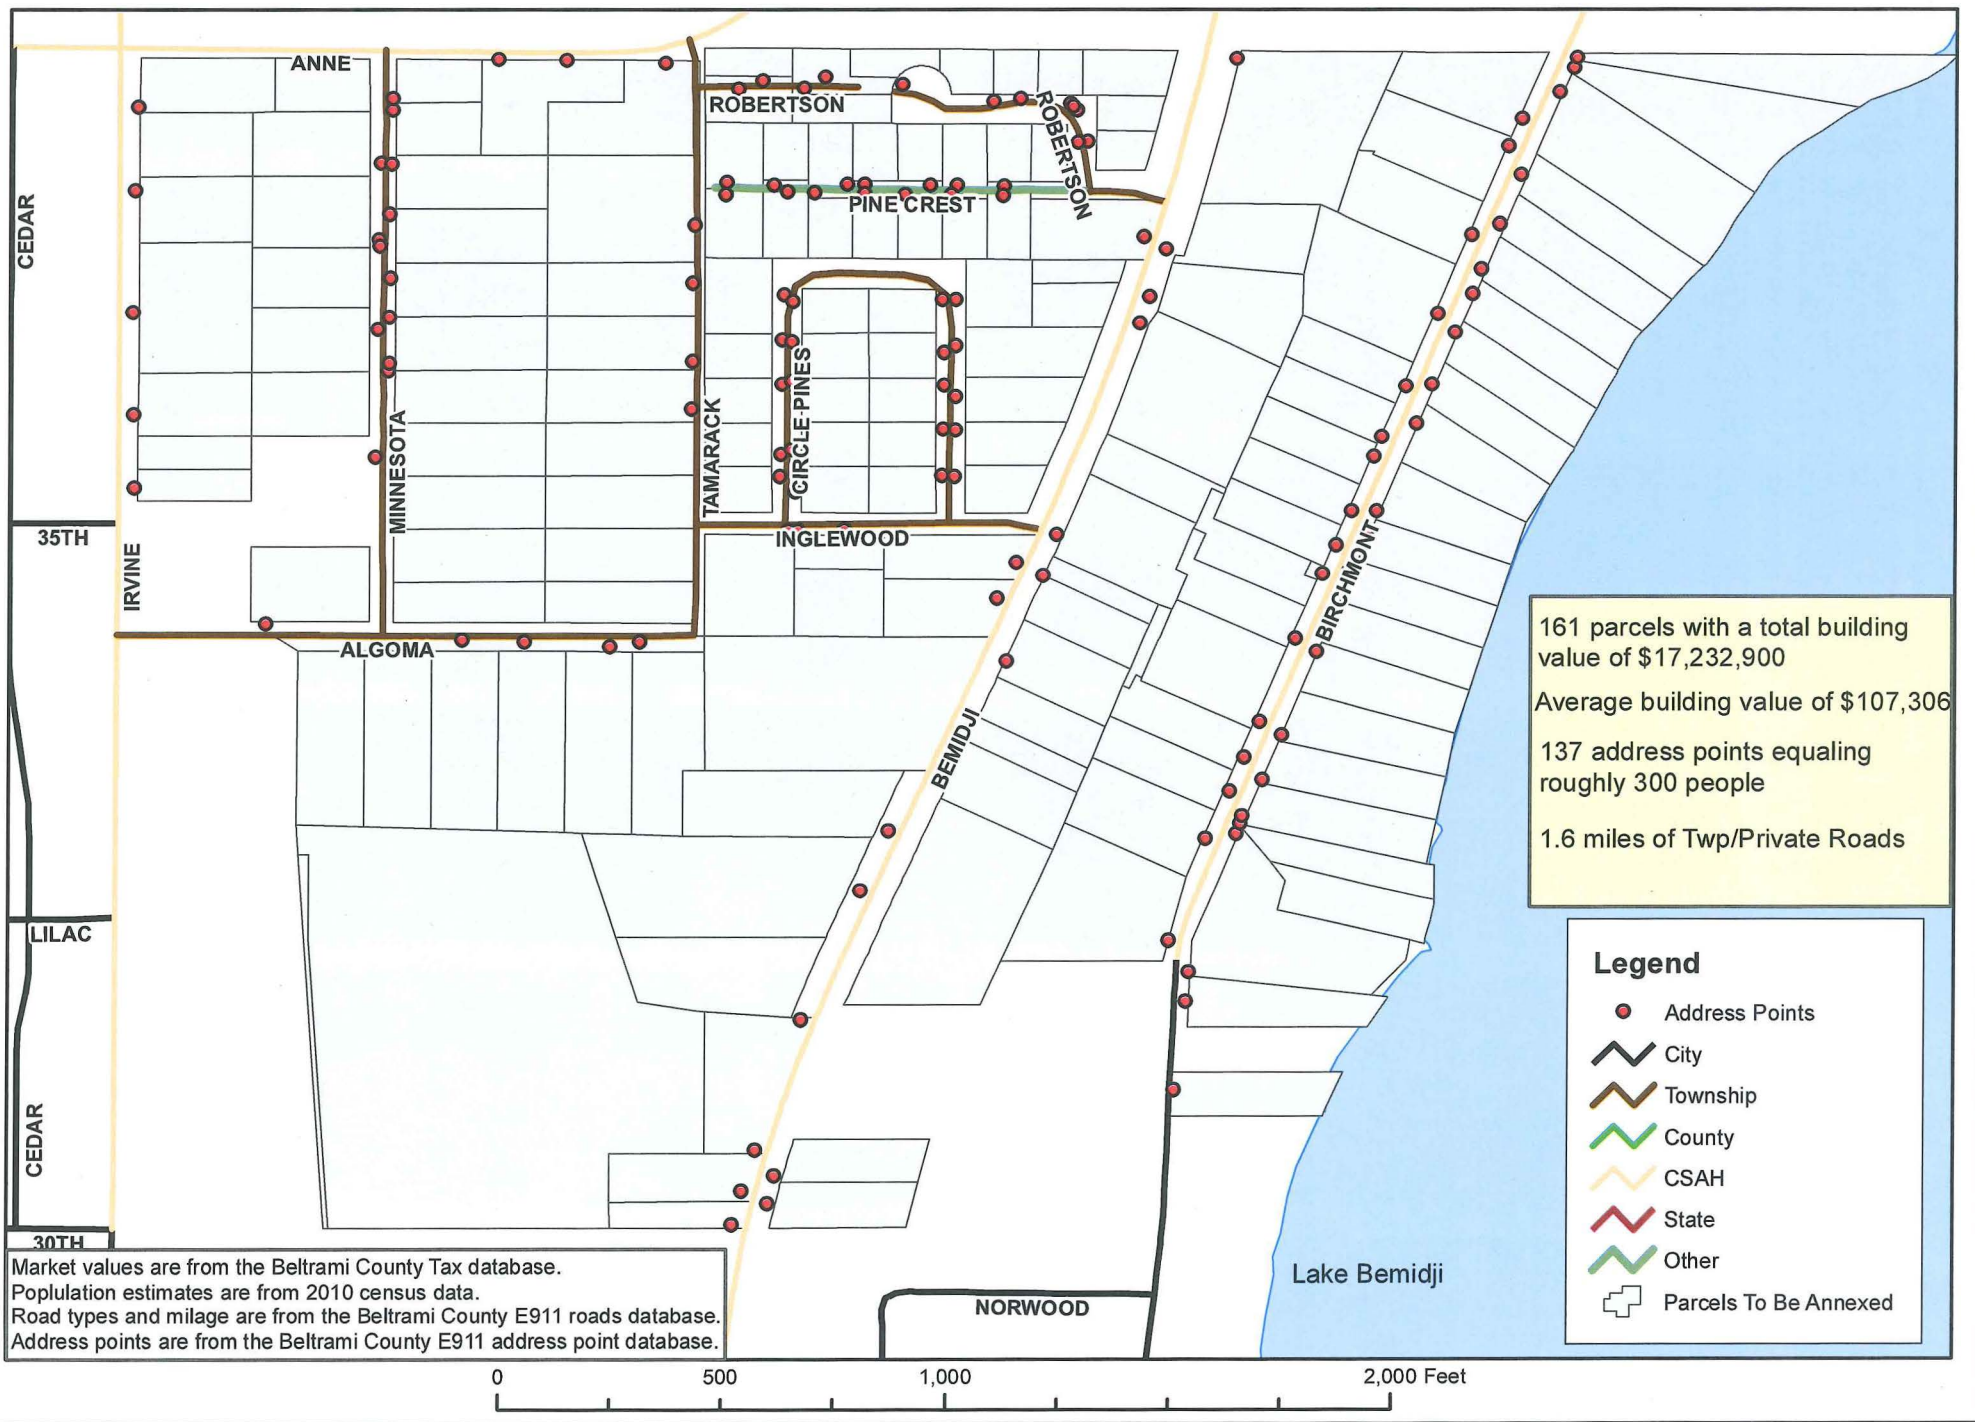 ANNE
ROBERTSON
ROBERTSON
CEDAR
PINE CREST
CIRCLE PINES
MINNESOTA
TAMARACK
35TH
INGLEWOOD
IRVINE
BIRCHMONT
ALGOMA
BEMIDJI
161 parcels with a total building
value of $17,232,900
Average building value of $107,306
137 address points equaling
roughly 300 people
1.6 miles of Twp/Private Roads
LILAC
Legend
Address Points
City
Township
County
CSAH
State
Other
Parcels To Be Annexed
CEDAR
30TH
Lake Bemidji
NORWOOD
Market values are from the Beltrami County Tax database.
Poplulation estimates are from 2010 census data.
Road types and milage are from the Beltrami County E911 roads database.
Address points are from the Beltrami County E911 address point database.
0 500 1,000 2,000 Feet